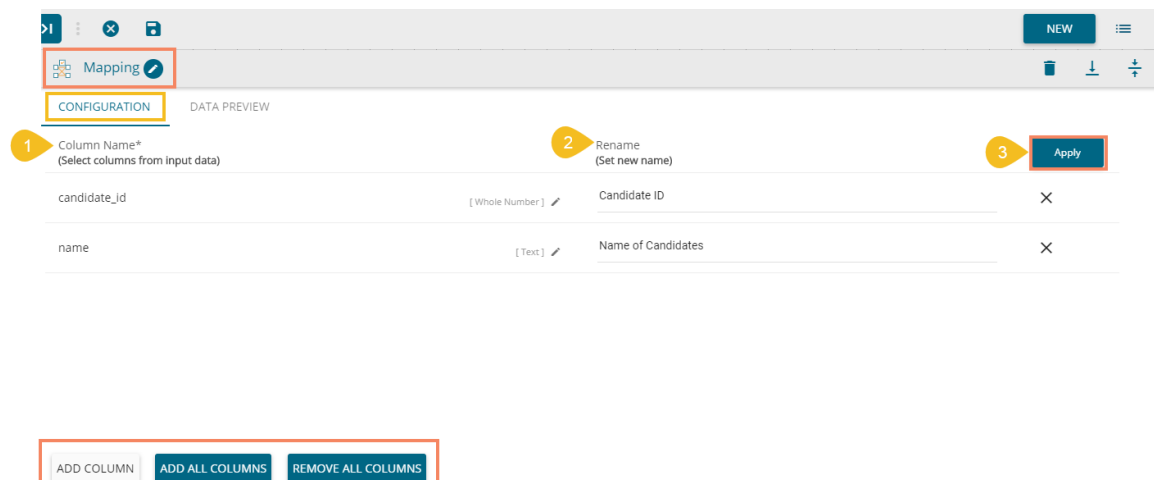 NEW
Mapping
CONFIGURATION DATA PREVIEW
1 Column Name* 2 Rename 3 Apply
(Select columns from input data) (Set new name)
candidate_id [ Whole Number ] Candidate ID
name [ Text ] Name of Candidates
ADD COLUMN ADD ALL COLUMNS REMOVE ALL COLUMNS